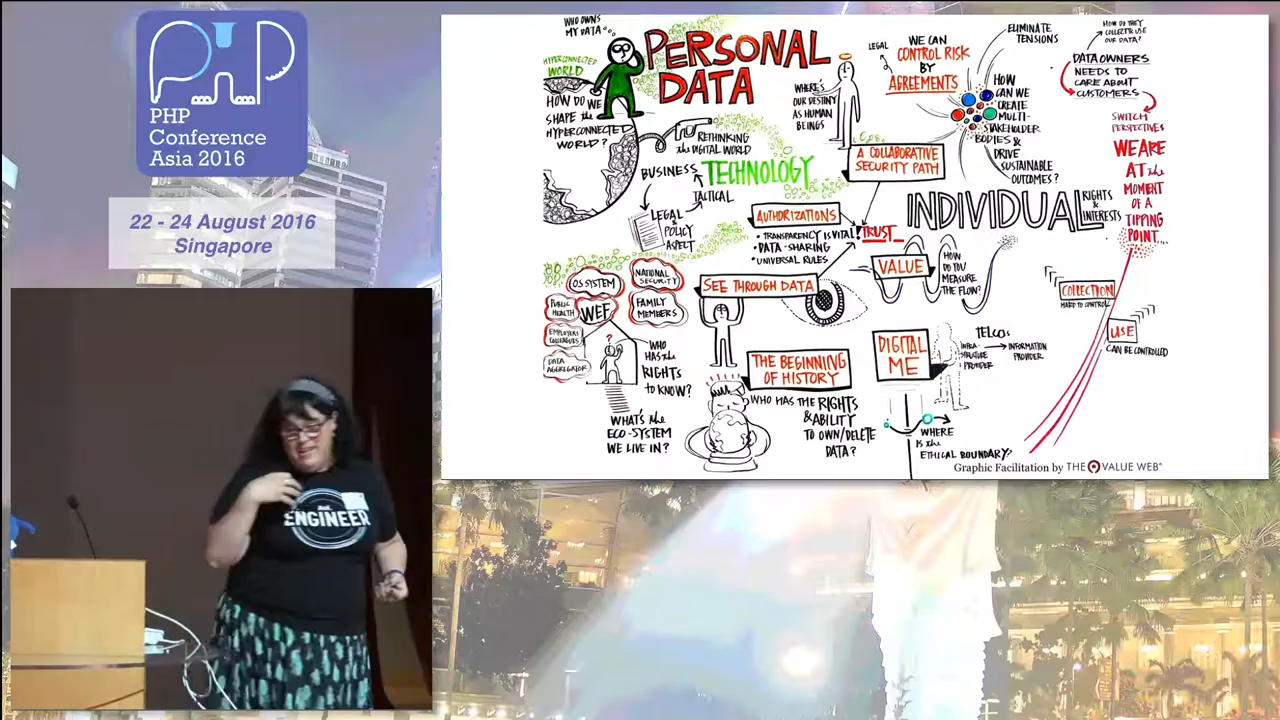 PHP
Conference
Asia 2016
22 - 24 August 2016
Singapore
ENGINEER
WHO OWNS
MY DATA
PERSONAL
DATA
HYPERCONNECTED
WORLD
HOW DO WE
SHAPE the
HYPERCONNECTED
WORLD?
RETHINKING
the DIGITAL WORLD
BUSINESS
TECHNOLOGY
TACTICAL
LEGAL
POLICY
ASPECT
WHERE'S
OUR DESTINY
AS HUMAN
BEINGS
LEGAL
WE CAN
CONTROL RISK
BY
AGREEMENTS
A COLLABORATIVE
SECURITY PATH
ELIMINATE
TENSIONS
HOW
CAN WE
CREATE
MULTI-
STAKEHOLDER
BODIES &
DRIVE
SUSTAINABLE
OUTCOMES?
HOW DO THEY
COLLECT & USE
OUR DATA?
DATA OWNERS
NEEDS TO
CARE ABOUT
CUSTOMERS
SWITCH
PERSPECTIVES
WE ARE
AT the
MOMENT
OF A
TIPPING
POINT
INDIVIDUAL
RIGHTS
&
INTERESTS
AUTHORIZATIONS
• TRANSPARENCY IS VITAL!
• DATA-SHARING
• UNIVERSAL RULES
TRUST
VALUE
HOW
DO YOU
MEASURE
THE FLOW?
SEE THROUGH DATA
OS SYSTEM
NATIONAL
SECURITY
PUBLIC
HEALTH
WEF
FAMILY
MEMBERS
EMPLOYERS
COLLEAGUES
DATA
AGGREGATOR
?
WHO
HAS the
RIGHTS
TO KNOW?
WHAT'S the
ECO-SYSTEM
WE LIVE IN?
THE BEGINNING
OF HISTORY
WHO HAS THE RIGHTS
& ABILITY
TO OWN/DELETE
DATA?
DIGITAL
ME
TELCOS
INFRA-
STRUCTURE
PROVIDER
INFORMATION
PROVIDER
WHERE
IS the
ETHICAL BOUNDARY?
COLLECTION
HARD TO CONTROL
USE
CAN BE CONTROLLED
Graphic Facilitation by THE VALUE WEB